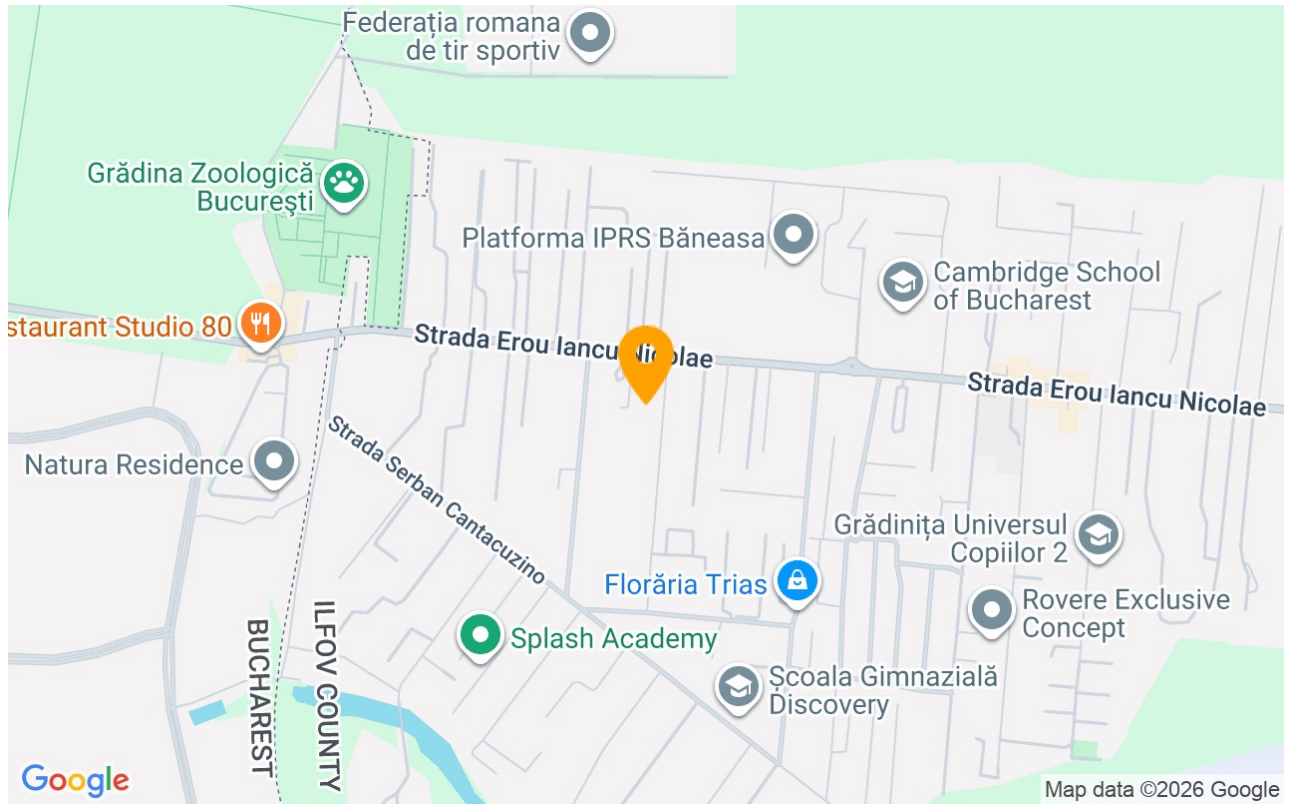 Federația romana
de tir sportiv
Grădina Zoologică
București
Platforma IPRS Băneasa
Cambridge School
of Bucharest
staurant Studio 80
Strada Erou Iancu Nicolae
Strada Erou Iancu Nicolae
Strada Serban Cantacuzino
Natura Residence
Grădinița Universul
Copiilor 2
Florăria Trias
Rovere Exclusive
Concept
Splash Academy
Școala Gimnazială
Discovery
BUCHAREST
ILFOV COUNTY
Google
Map data ©2026 Google